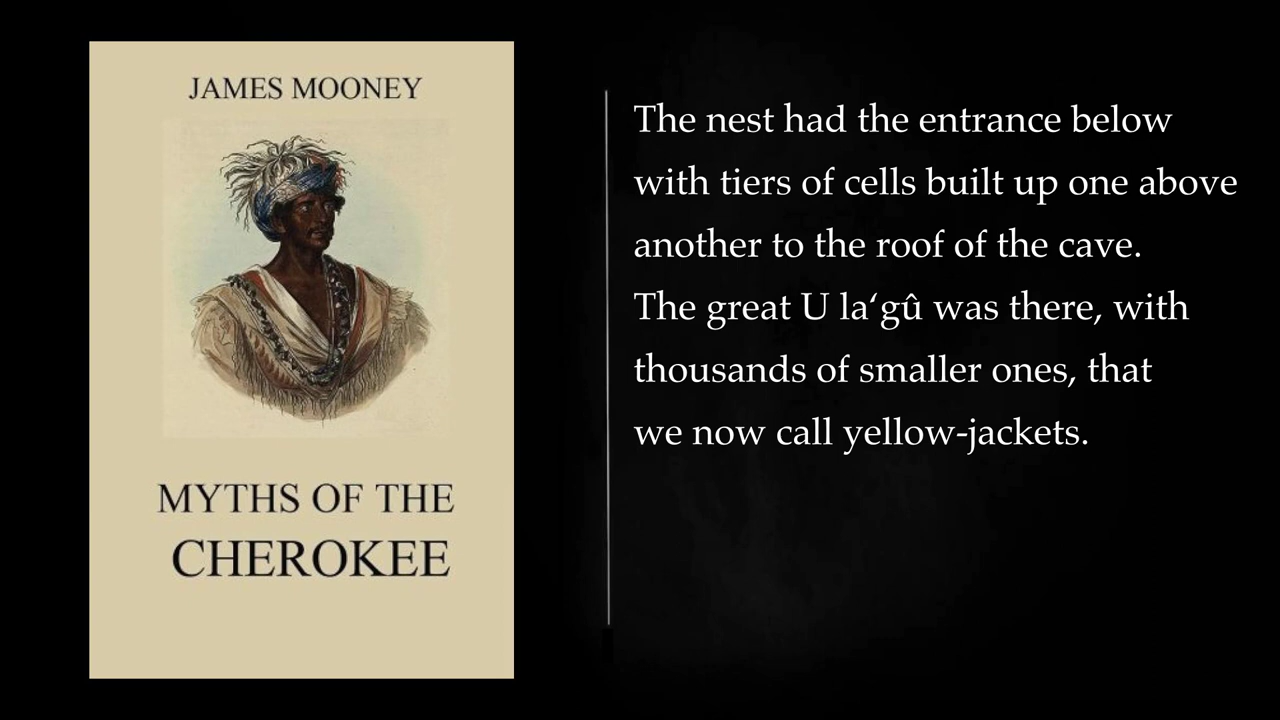 JAMES MOONEY
MYTHS OF THE
CHEROKEE
The nest had the entrance below
with tiers of cells built up one above
another to the roof of the cave.
The great U la‘gû was there, with
thousands of smaller ones, that
we now call yellow-jackets.